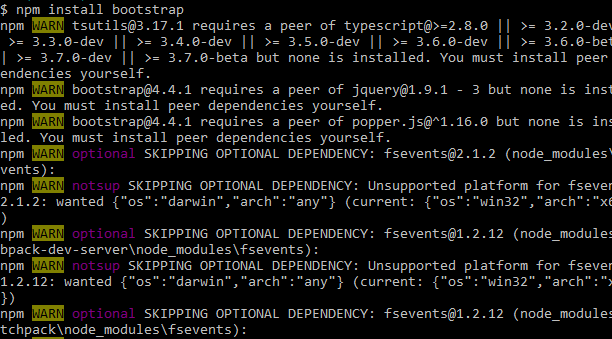 $ npm install bootstrap
npm WARN tsutils@3.17.1 requires a peer of typescript@>=2.8.0 || >= 3.2.0-dev
 >= 3.3.0-dev || >= 3.4.0-dev || >= 3.5.0-dev || >= 3.6.0-dev || >= 3.6.0-bet
| >= 3.7.0-dev || >= 3.7.0-beta but none is installed. You must install peer
endencies yourself.
npm WARN bootstrap@4.4.1 requires a peer of jquery@1.9.1 - 3 but none is inst
ed. You must install peer dependencies yourself.
npm WARN bootstrap@4.4.1 requires a peer of popper.js@^1.16.0 but none is ins
led. You must install peer dependencies yourself.
npm WARN optional SKIPPING OPTIONAL DEPENDENCY: fsevents@2.1.2 (node_modules\
vents):
npm WARN notsup SKIPPING OPTIONAL DEPENDENCY: Unsupported platform for fseven
2.1.2: wanted {"os":"darwin","arch":"any"} (current: {"os":"win32","arch":"x6
)
npm WARN optional SKIPPING OPTIONAL DEPENDENCY: fsevents@1.2.12 (node_modules
bpack-dev-server\node_modules\fsevents):
npm WARN notsup SKIPPING OPTIONAL DEPENDENCY: Unsupported platform for fseven
1.2.12: wanted {"os":"darwin","arch":"any"} (current: {"os":"win32","arch":"x
})
npm WARN optional SKIPPING OPTIONAL DEPENDENCY: fsevents@1.2.12 (node_modules
tchpack\node_modules\fsevents):